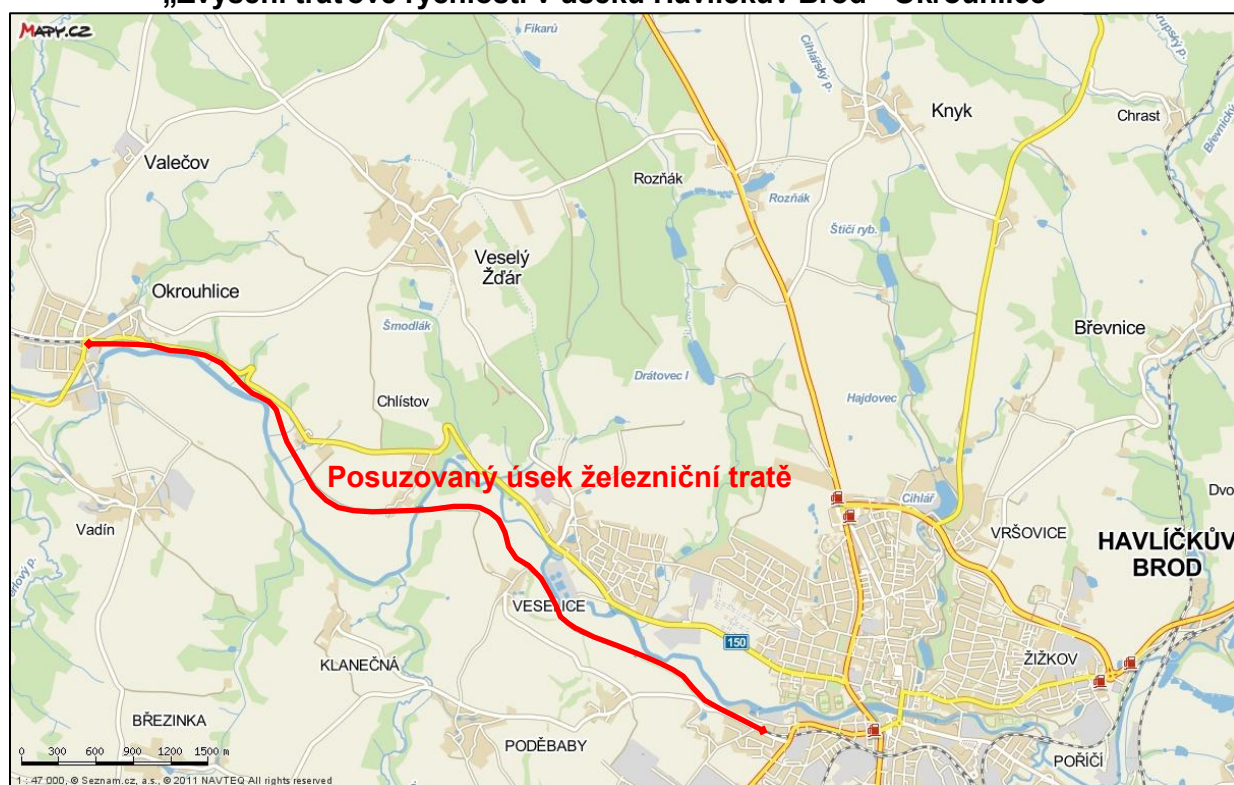 „Zvýšení traťové rychlosti v úseku Havlíčkův Brod - Okrouhlice“
MAPY.CZ
Fikarů
Cihlářský p.
Knyk
Chrast
Břevnický
Valečov
Rozňák
Rozňák
Štičí ryb.
Veselý
Žďár
Okrouhlice
Šmodlák
Břevnice
Drátovec I
Hajdovec
Chlístov
Posuzovaný úsek železniční tratě
Cihlář
Dvo
Vadín
VRŠOVICE
HAVLÍČKŮV
BROD
VESELICE
150
ŽIŽKOV
KLANEČNÁ
BŘEZINKA
PODĚBABY
POŘÍČÍ
0 300 600 900 1200 1500 m
1 : 47 000, © Seznam.cz, a.s., © 2011 NAVTEQ All rights reserved